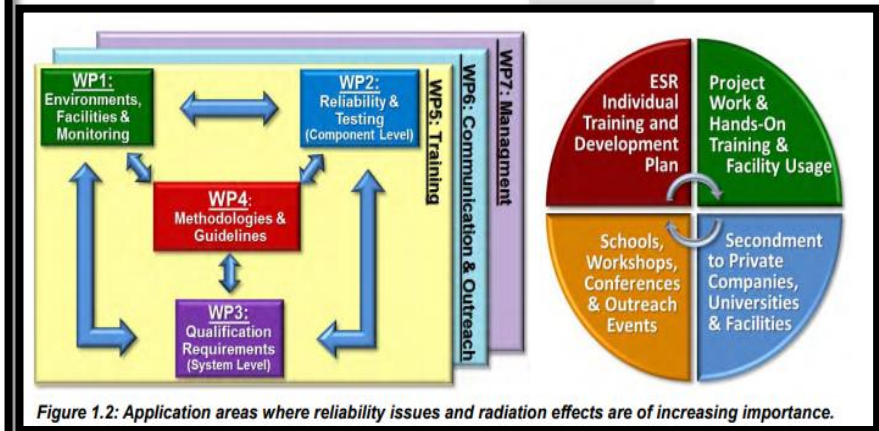 WP1:
Environments,
Facilities &
Monitoring
WP2:
Reliability &
Testing
(Component Level)
WP4:
Methodologies &
Guidelines
WP3:
Qualification
Requirements
(System Level)
WP5: Training
WP6: Communication & Outreach
WP7: Managment
ESR
Individual
Training and
Development
Plan
Project
Work &
Hands-On
Training &
Facility Usage
Schools,
Workshops,
Conferences
& Outreach
Events
Secondment
to Private
Companies,
Universities
& Facilities
Figure 1.2: Application areas where reliability issues and radiation effects are of increasing importance.